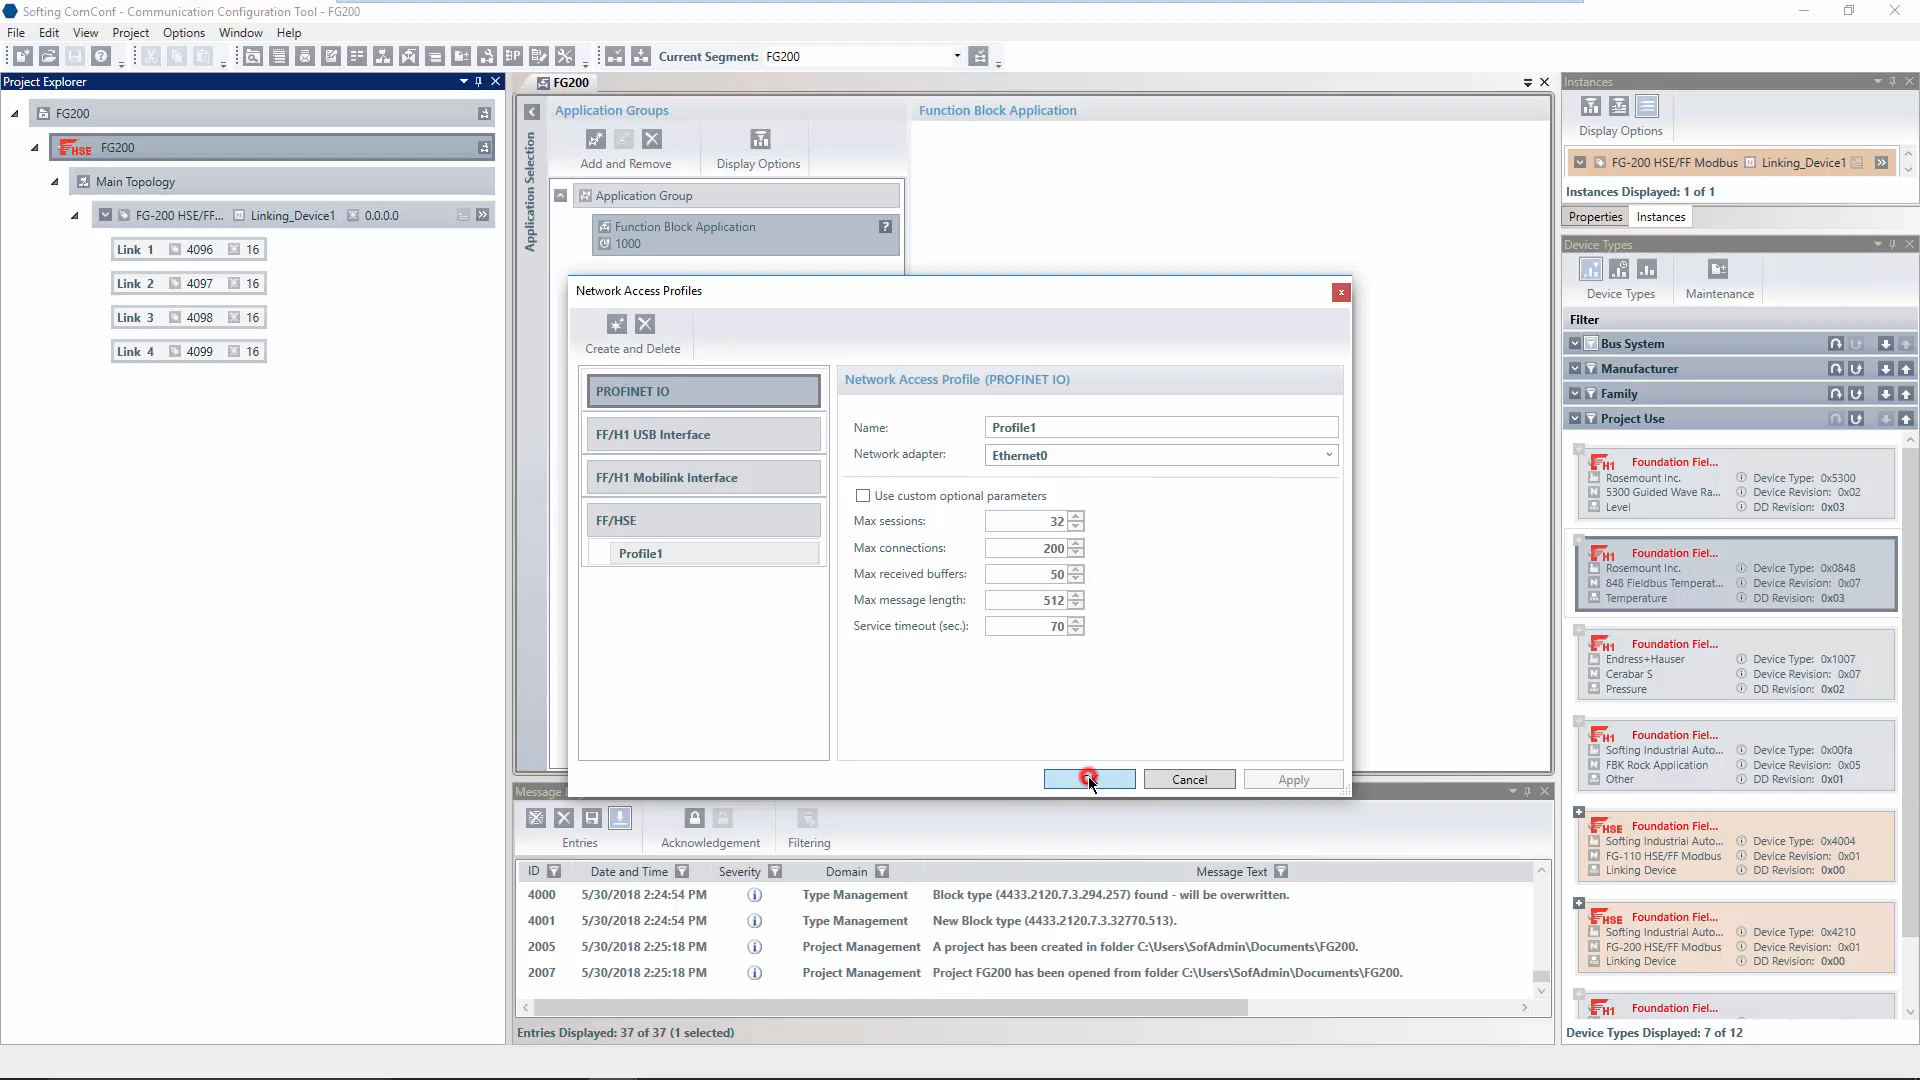 Softing ComConf - Communication Configuration Tool - FG200
File Edit View Project Options Window Help
Current Segment: FG200
Project Explorer
FG200
HSE FG200
Main Topology
FG-200 HSE/FF... Linking_Device1 0.0.0.0
Link 1 4096 16
Link 2 4097 16
Link 3 4098 16
Link 4 4099 16
FG200
Application Selection
Application Groups
Add and Remove
Display Options
Application Group
Function Block Application ?
1000
Function Block Application
Network Access Profiles
Create and Delete
PROFINET IO
FF/H1 USB Interface
FF/H1 Mobilink Interface
FF/HSE
Profile1
Network Access Profile (PROFINET IO)
Name: Profile1
Network adapter: Ethernet0
Use custom optional parameters
Max sessions: 32
Max connections: 200
Max received buffers: 50
Max message length: 512
Service timeout (sec.): 70
Cancel
Apply
Message
Entries
Acknowledgement
Filtering
ID Date and Time Severity Domain Message Text
4000 5/30/2018 2:24:54 PM Type Management Block type (4433.2120.7.3.294.257) found - will be overwritten.
4001 5/30/2018 2:24:54 PM Type Management New Block type (4433.2120.7.3.32770.513).
2005 5/30/2018 2:25:18 PM Project Management A project has been created in folder C:\Users\SofAdmin\Documents\FG200.
2007 5/30/2018 2:25:18 PM Project Management Project FG200 has been opened from folder C:\Users\SofAdmin\Documents\FG200.
Entries Displayed: 37 of 37 (1 selected)
Instances
Display Options
FG-200 HSE/FF Modbus Linking_Device1
Instances Displayed: 1 of 1
Properties Instances
Device Types
Device Types
Maintenance
Filter
Bus System
Manufacturer
Family
Project Use
H1 Foundation Fiel...
Rosemount Inc. Device Type: 0x5300
5300 Guided Wave Ra... Device Revision: 0x02
Level DD Revision: 0x03
H1 Foundation Fiel...
Rosemount Inc. Device Type: 0x0848
848 Fieldbus Temperat... Device Revision: 0x07
Temperature DD Revision: 0x03
H1 Foundation Fiel...
Endress+Hauser Device Type: 0x1007
Cerabar S Device Revision: 0x07
Pressure DD Revision: 0x02
H1 Foundation Fiel...
Softing Industrial Auto... Device Type: 0x00fa
FBK Rock Application Device Revision: 0x05
Other DD Revision: 0x01
HSE Foundation Fiel...
Softing Industrial Auto... Device Type: 0x4004
FG-110 HSE/FF Modbus Device Revision: 0x01
Linking Device DD Revision: 0x00
HSE Foundation Fiel...
Softing Industrial Auto... Device Type: 0x4210
FG-200 HSE/FF Modbus Device Revision: 0x01
Linking Device DD Revision: 0x00
H1 Foundation Fiel...
Device Types Displayed: 7 of 12